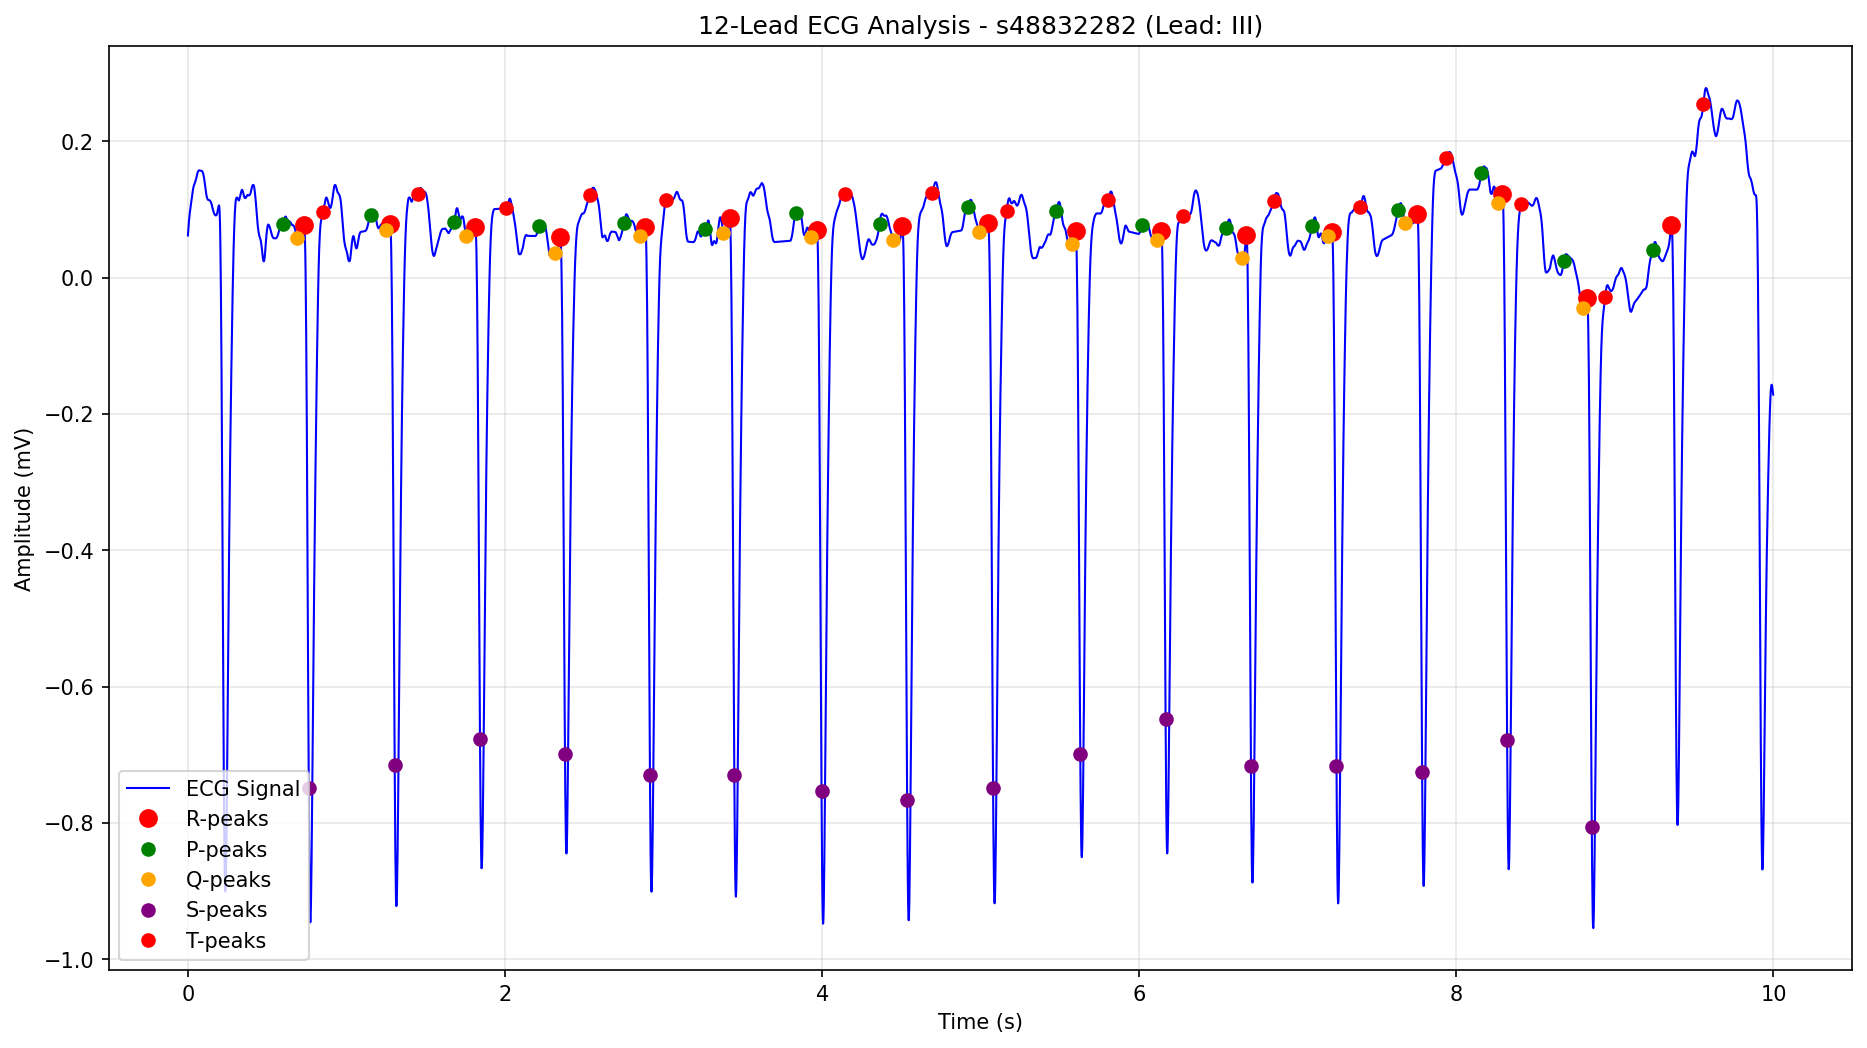 12-Lead ECG Analysis - s48832282 (Lead: III)
Amplitude (mV)
0.2
0.0
−0.2
−0.4
−0.6
−0.8
−1.0
ECG Signal
R-peaks
P-peaks
Q-peaks
S-peaks
T-peaks
0 2 4 6 8 10
Time (s)